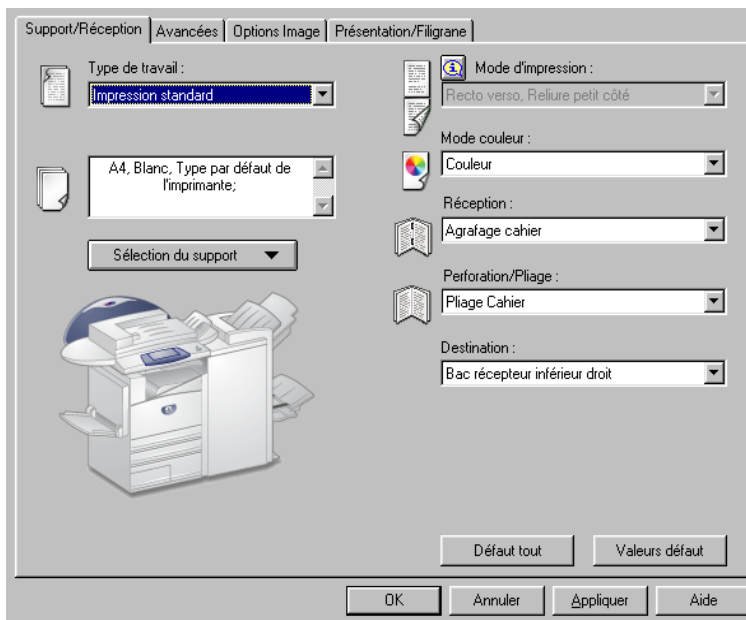 Support/Réception
Avancées
Options Image
Présentation/Filigrane
Type de travail :
Impression standard
A4, Blanc, Type par défaut de
l'imprimante;
Sélection du support
Mode d'impression :
Recto verso, Reliure petit côté
Mode couleur :
Couleur
Réception :
Agrafage cahier
Perforation/Pliage :
Pliage Cahier
Destination :
Bac récepteur inférieur droit
Défaut tout
Valeurs défaut
OK
Annuler
Appliquer
Aide